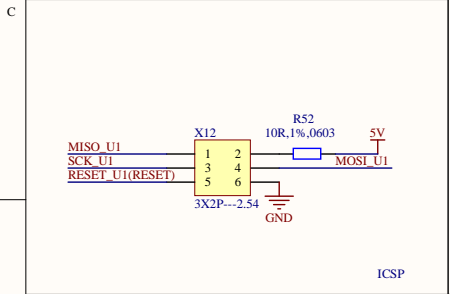 C
R52
X12
10R,1%,0603
5V
MISO_U1
1 2
SCK_U1
3 4
MOSI_U1
RESET_U1(RESET)
5 6
3X2P---2.54
GND
ICSP